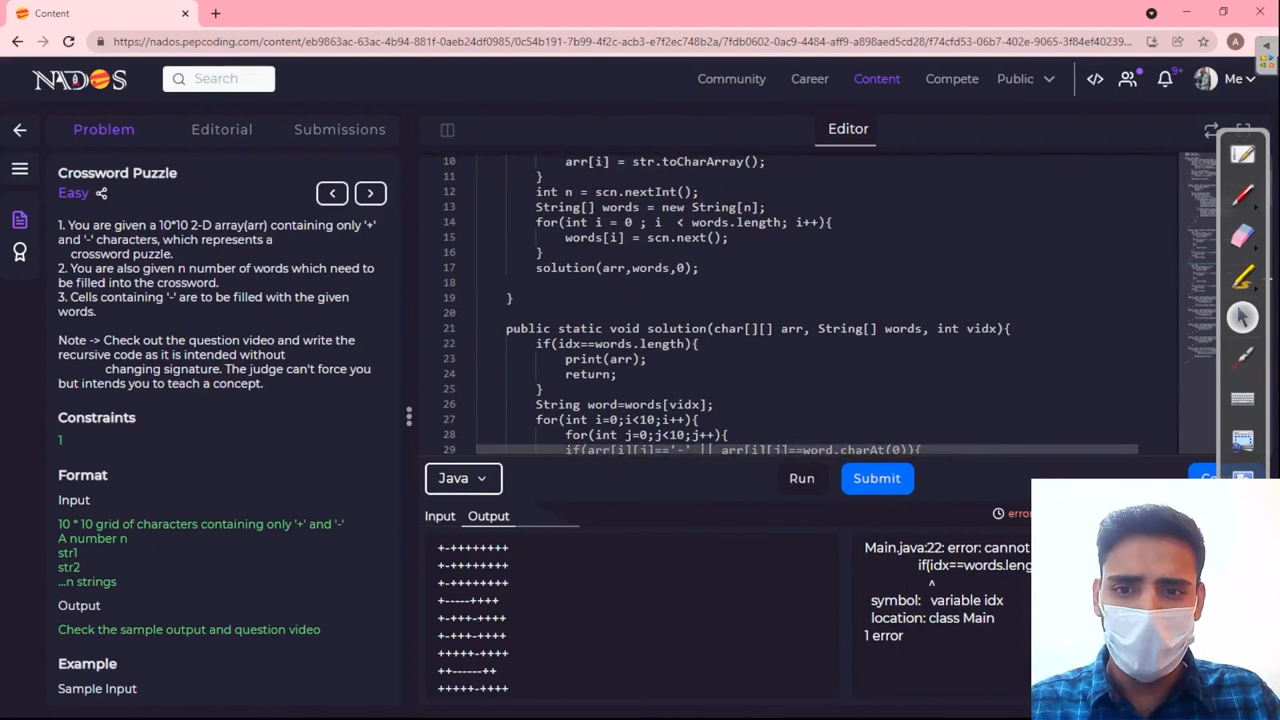 Content
https://nados.pepcoding.com/content/eb9863ac-63ac-4b94-881f-0aeb24df0985/0c54b191-7b99-4f2c-acb3-e7f2ec748b2a/7fdb0602-0ac9-4484-aff9-a898aed5cd28/f74cfd53-06b7-402e-9065-3f84ef40239...
A
NADOS
Search
Community
Career
Content
Compete
Public
9+
Me
Problem
Editorial
Submissions
Crossword Puzzle
Easy
1. You are given a 10*10 2-D array(arr) containing only '+'
and '-' characters, which represents a
crossword puzzle.
2. You are also given n number of words which need to
be filled into the crossword.
3. Cells containing '-' are to be filled with the given
words.
Note -> Check out the question video and write the
recursive code as it is intended without
changing signature. The judge can't force you
but intends you to teach a concept.
Constraints
1
Format
Input
10 * 10 grid of characters containing only '+' and '-'
A number n
str1
str2
...n strings
Output
Check the sample output and question video
Example
Sample Input
Editor
10 arr[i] = str.toCharArray();
11 }
12 int n = scn.nextInt();
13 String[] words = new String[n];
14 for(int i = 0 ; i  < words.length; i++){
15 words[i] = scn.next();
16 }
17 solution(arr,words,0);
18
19 }
20
21 public static void solution(char[][] arr, String[] words, int vidx){
22 if(idx==words.length){
23 print(arr);
24 return;
25 }
26 String word=words[vidx];
27 for(int i=0;i<10;i++){
28 for(int j=0;j<10;j++){
29 if(arr[i][j]=='-' || arr[i][j]==word.charAt(0)){
Java
Run
Submit
Input
Output
error
+-++++++++
+-++++++++
+-++++++++
+-----++++
+-+++-++++
+-+++-++++
+++++-++++
++------++
+++++-++++
Main.java:22: error: cannot
if(idx==words.leng
^
symbol: variable idx
location: class Main
1 error